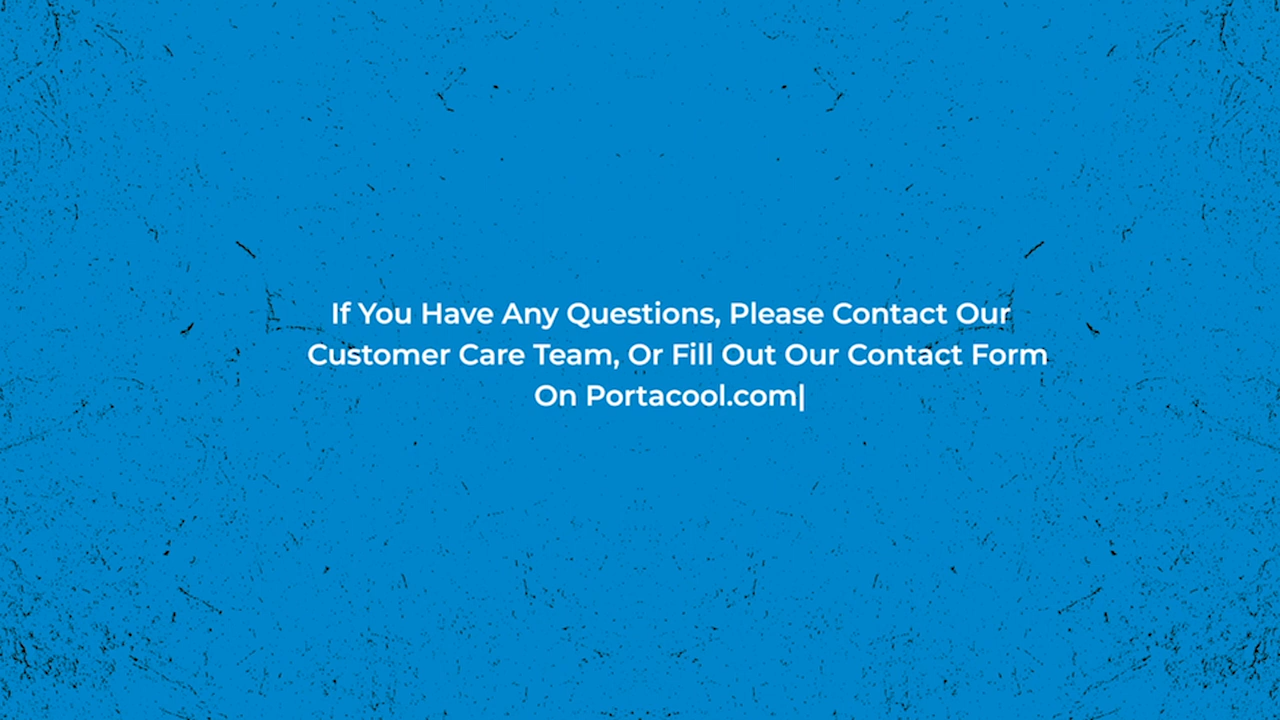 If You Have Any Questions, Please Contact Our
Customer Care Team, Or Fill Out Our Contact Form
On Portacool.com|